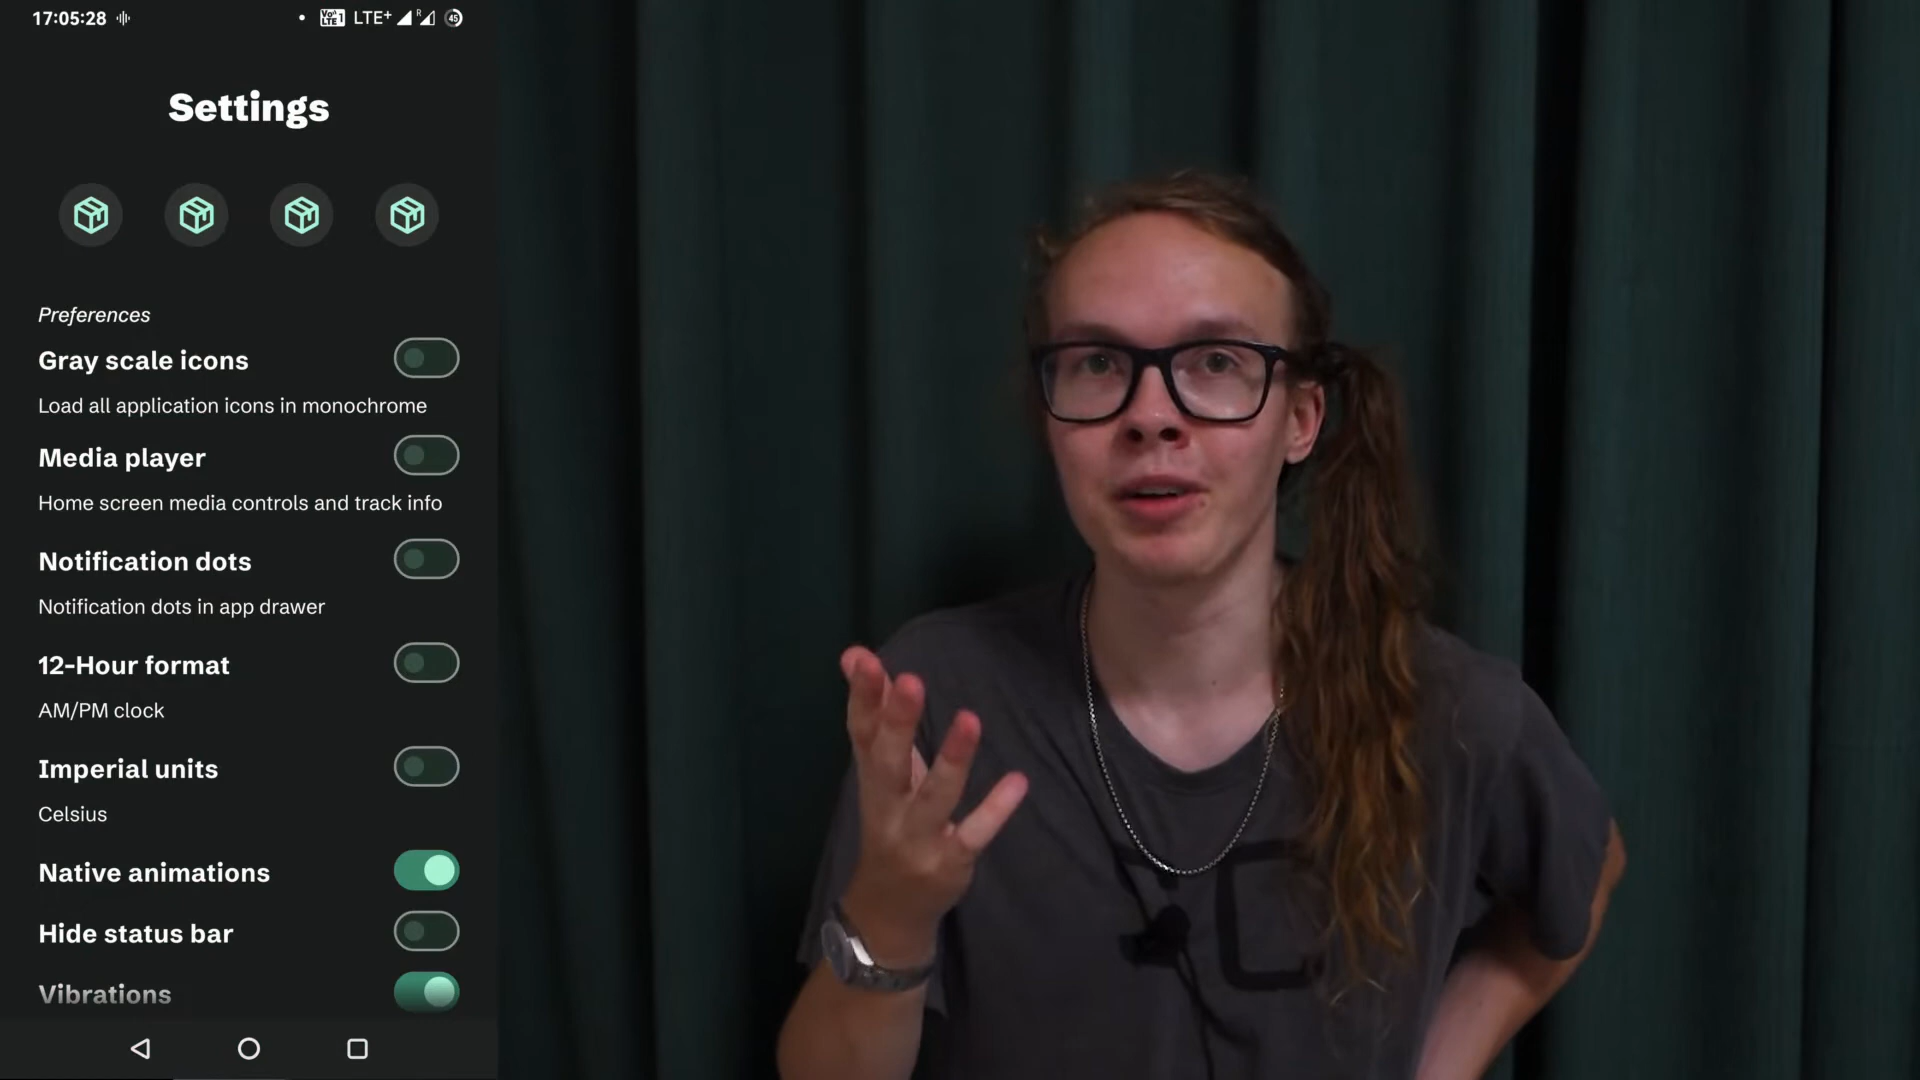 17:05:28 VoLTE1 LTE+ R 45
Settings
Preferences
Gray scale icons
Load all application icons in monochrome
Media player
Home screen media controls and track info
Notification dots
Notification dots in app drawer
12-Hour format
AM/PM clock
Imperial units
Celsius
Native animations
Hide status bar
Vibrations